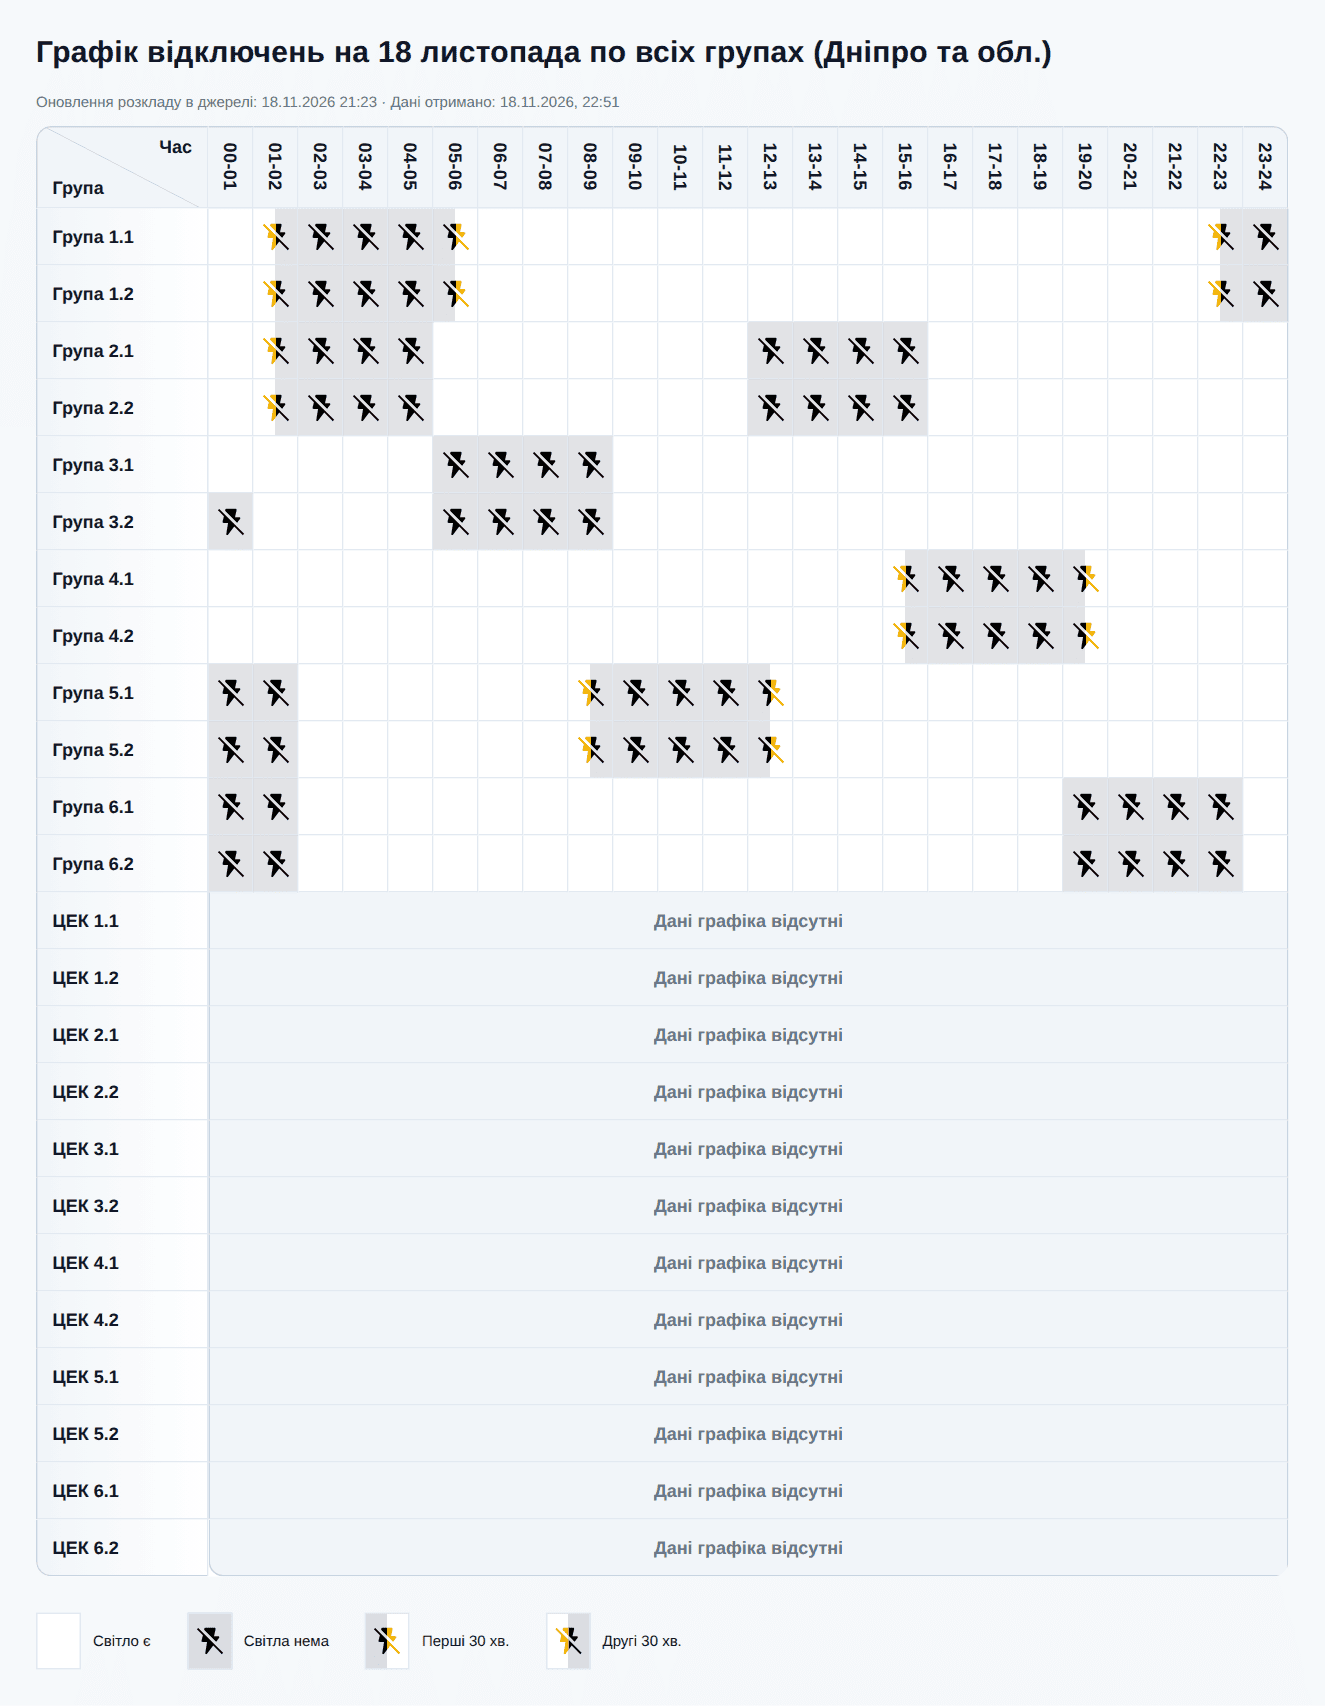 Графік відключень на 18 листопада по всіх групах (Дніпро та обл.)
Оновлення розкладу в джерелі: 18.11.2026 21:23 · Дані отримано: 18.11.2026, 22:51
Час
Група
00-01 01-02 02-03 03-04 04-05 05-06 06-07 07-08 08-09 09-10 10-11 11-12 12-13 13-14 14-15 15-16 16-17 17-18 18-19 19-20 20-21 21-22 22-23 23-24
Група 1.1
Група 1.2
Група 2.1
Група 2.2
Група 3.1
Група 3.2
Група 4.1
Група 4.2
Група 5.1
Група 5.2
Група 6.1
Група 6.2
ЦЕК 1.1 Дані графіка відсутні
ЦЕК 1.2 Дані графіка відсутні
ЦЕК 2.1 Дані графіка відсутні
ЦЕК 2.2 Дані графіка відсутні
ЦЕК 3.1 Дані графіка відсутні
ЦЕК 3.2 Дані графіка відсутні
ЦЕК 4.1 Дані графіка відсутні
ЦЕК 4.2 Дані графіка відсутні
ЦЕК 5.1 Дані графіка відсутні
ЦЕК 5.2 Дані графіка відсутні
ЦЕК 6.1 Дані графіка відсутні
ЦЕК 6.2 Дані графіка відсутні
Світло є Світла нема Перші 30 хв. Другі 30 хв.